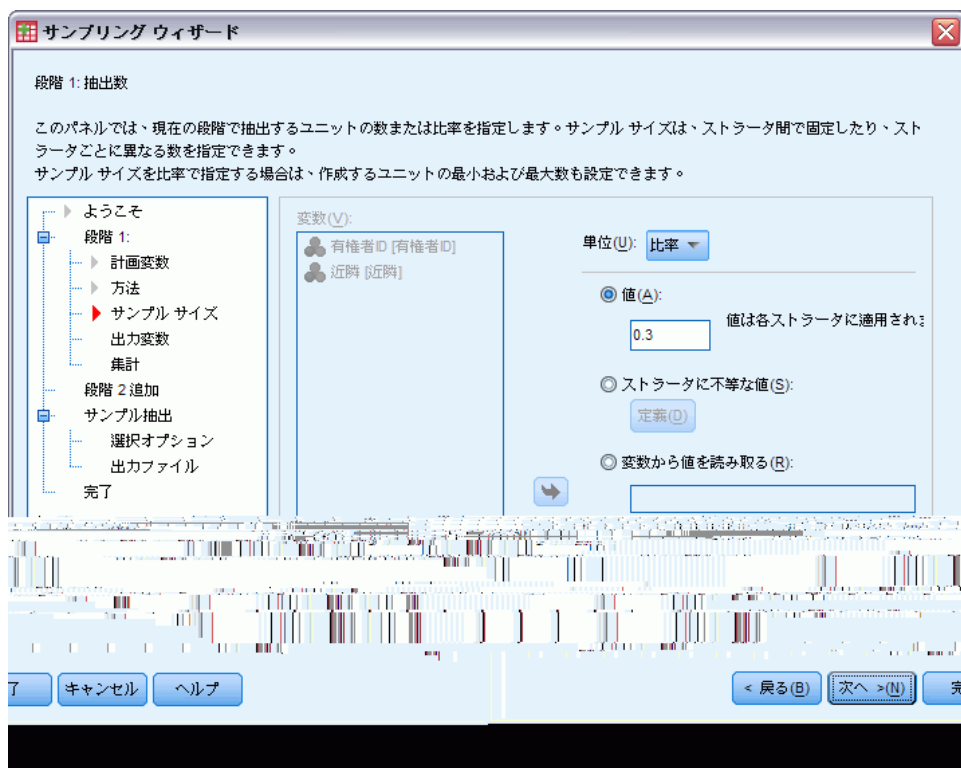 サンプリング ウィザード
段階 1: 抽出数
このパネルでは、現在の段階で抽出するユニットの数または比率を指定します。サンプル サイズは、ストラータ間で固定したり、スト
ラータごとに異なる数を指定できます。
サンプル サイズを比率で指定する場合は、作成するユニットの最小および最大数も設定できます。
ようこそ
段階 1:
計画変数
方法
サンプル サイズ
出力変数
集計
段階 2 追加
サンプル抽出
選択オプション
出力ファイル
完了
変数(V):
有権者ID [有権者ID]
近隣 [近隣]
単位(U): 比率
値(A):
0.3
値は各ストラータに適用され
ストラータに不等な値(S):
定義(D)
変数から値を読み取る(R):
了
キャンセル
ヘルプ
< 戻る(B)
次へ >(N)
完